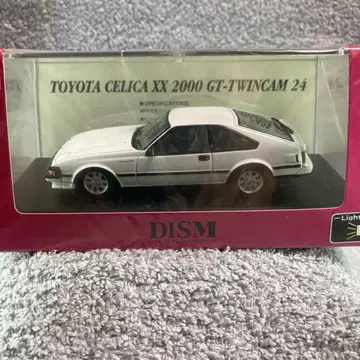 TOYOTA CELICA XX 2000 GT-TWINCAM 24
■SPECIFICATIONS
DISM
Light